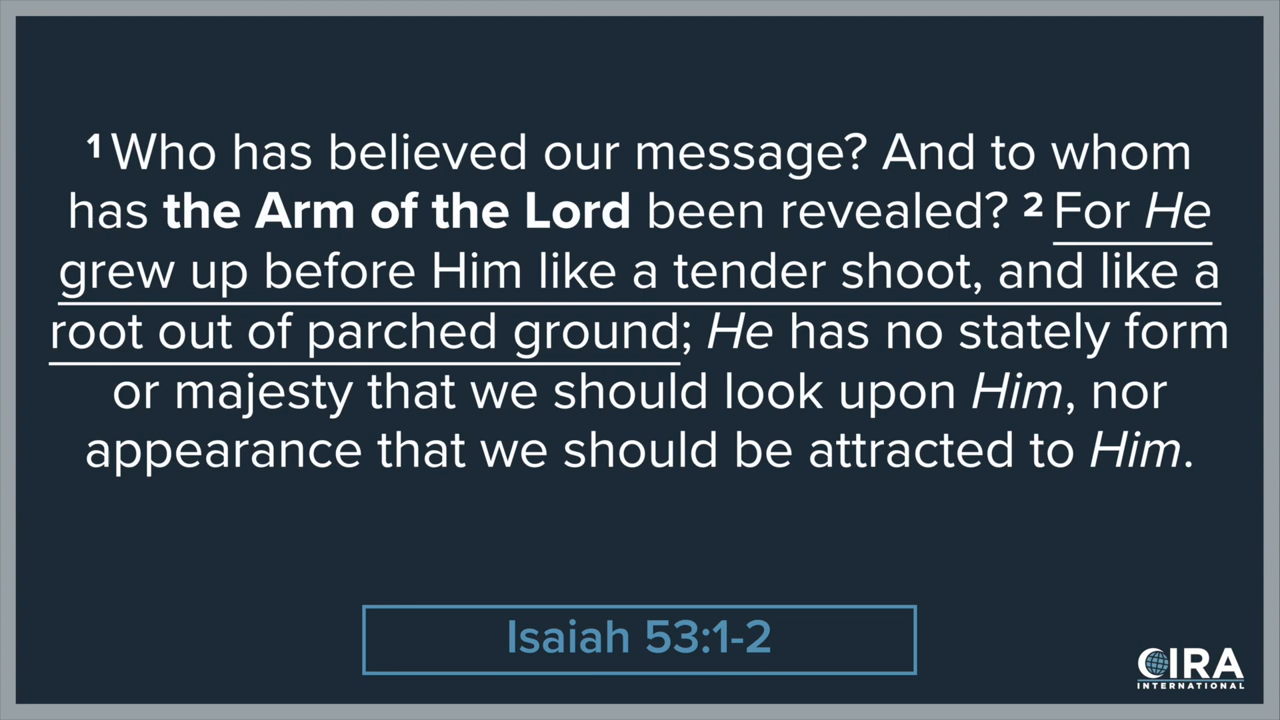 1 Who has believed our message? And to whom
has the Arm of the Lord been revealed? 2 For He
grew up before Him like a tender shoot, and like a
root out of parched ground; He has no stately form
or majesty that we should look upon Him, nor
appearance that we should be attracted to Him.
Isaiah 53:1-2
CIRA
INTERNATIONAL